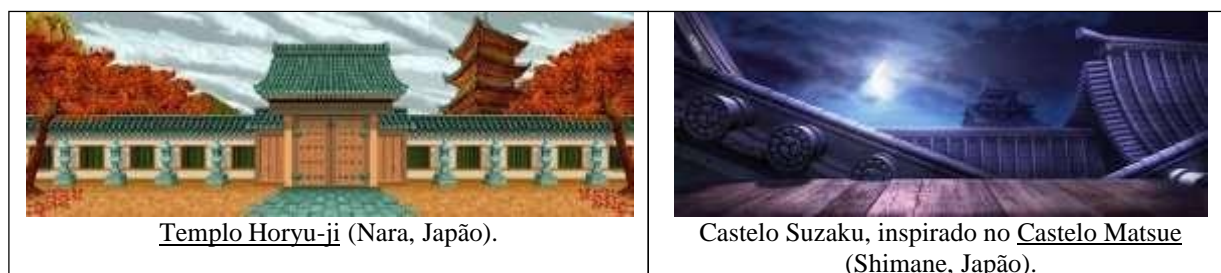 Templo Horyu-ji (Nara, Japão).
Castelo Suzaku, inspirado no Castelo Matsue
(Shimane, Japão).